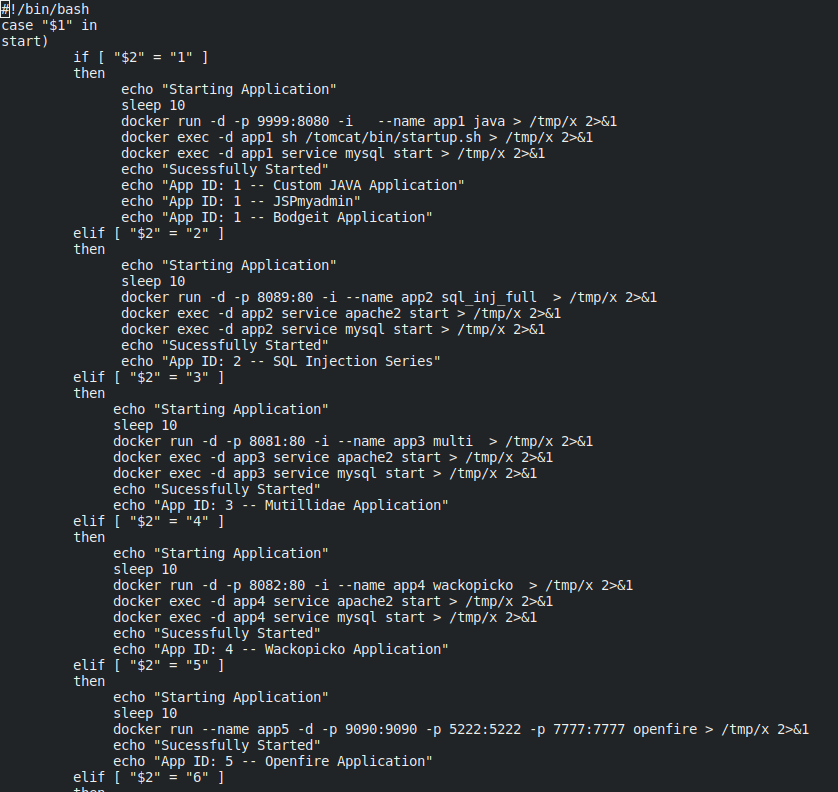 #!/bin/bash
case "$1" in
start)
         if [ "$2" = "1" ]
         then
               echo "Starting Application"
               sleep 10
               docker run -d -p 9999:8080 -i   --name app1 java > /tmp/x 2>&1
               docker exec -d app1 sh /tomcat/bin/startup.sh > /tmp/x 2>&1
               docker exec -d app1 service mysql start > /tmp/x 2>&1
               echo "Sucessfully Started"
               echo "App ID: 1 -- Custom JAVA Application"
               echo "App ID: 1 -- JSPmyadmin"
               echo "App ID: 1 -- Bodgeit Application"
         elif [ "$2" = "2" ]
         then
               echo "Starting Application"
               sleep 10
               docker run -d -p 8089:80 -i --name app2 sql_inj_full  > /tmp/x 2>&1
               docker exec -d app2 service apache2 start > /tmp/x 2>&1
               docker exec -d app2 service mysql start > /tmp/x 2>&1
               echo "Sucessfully Started"
               echo "App ID: 2 -- SQL Injection Series"
         elif [ "$2" = "3" ]
         then
              echo "Starting Application"
              sleep 10
              docker run -d -p 8081:80 -i --name app3 multi  > /tmp/x 2>&1
              docker exec -d app3 service apache2 start > /tmp/x 2>&1
              docker exec -d app3 service mysql start > /tmp/x 2>&1
              echo "Sucessfully Started"
              echo "App ID: 3 -- Mutillidae Application"
         elif [ "$2" = "4" ]
         then
              echo "Starting Application"
              sleep 10
              docker run -d -p 8082:80 -i --name app4 wackopicko  > /tmp/x 2>&1
              docker exec -d app4 service apache2 start > /tmp/x 2>&1
              docker exec -d app4 service mysql start > /tmp/x 2>&1
              echo "Sucessfully Started"
              echo "App ID: 4 -- Wackopicko Application"
         elif [ "$2" = "5" ]
         then
              echo "Starting Application"
              sleep 10
              docker run --name app5 -d -p 9090:9090 -p 5222:5222 -p 7777:7777 openfire > /tmp/x 2>&1
              echo "Sucessfully Started"
              echo "App ID: 5 -- Openfire Application"
         elif [ "$2" = "6" ]
         then